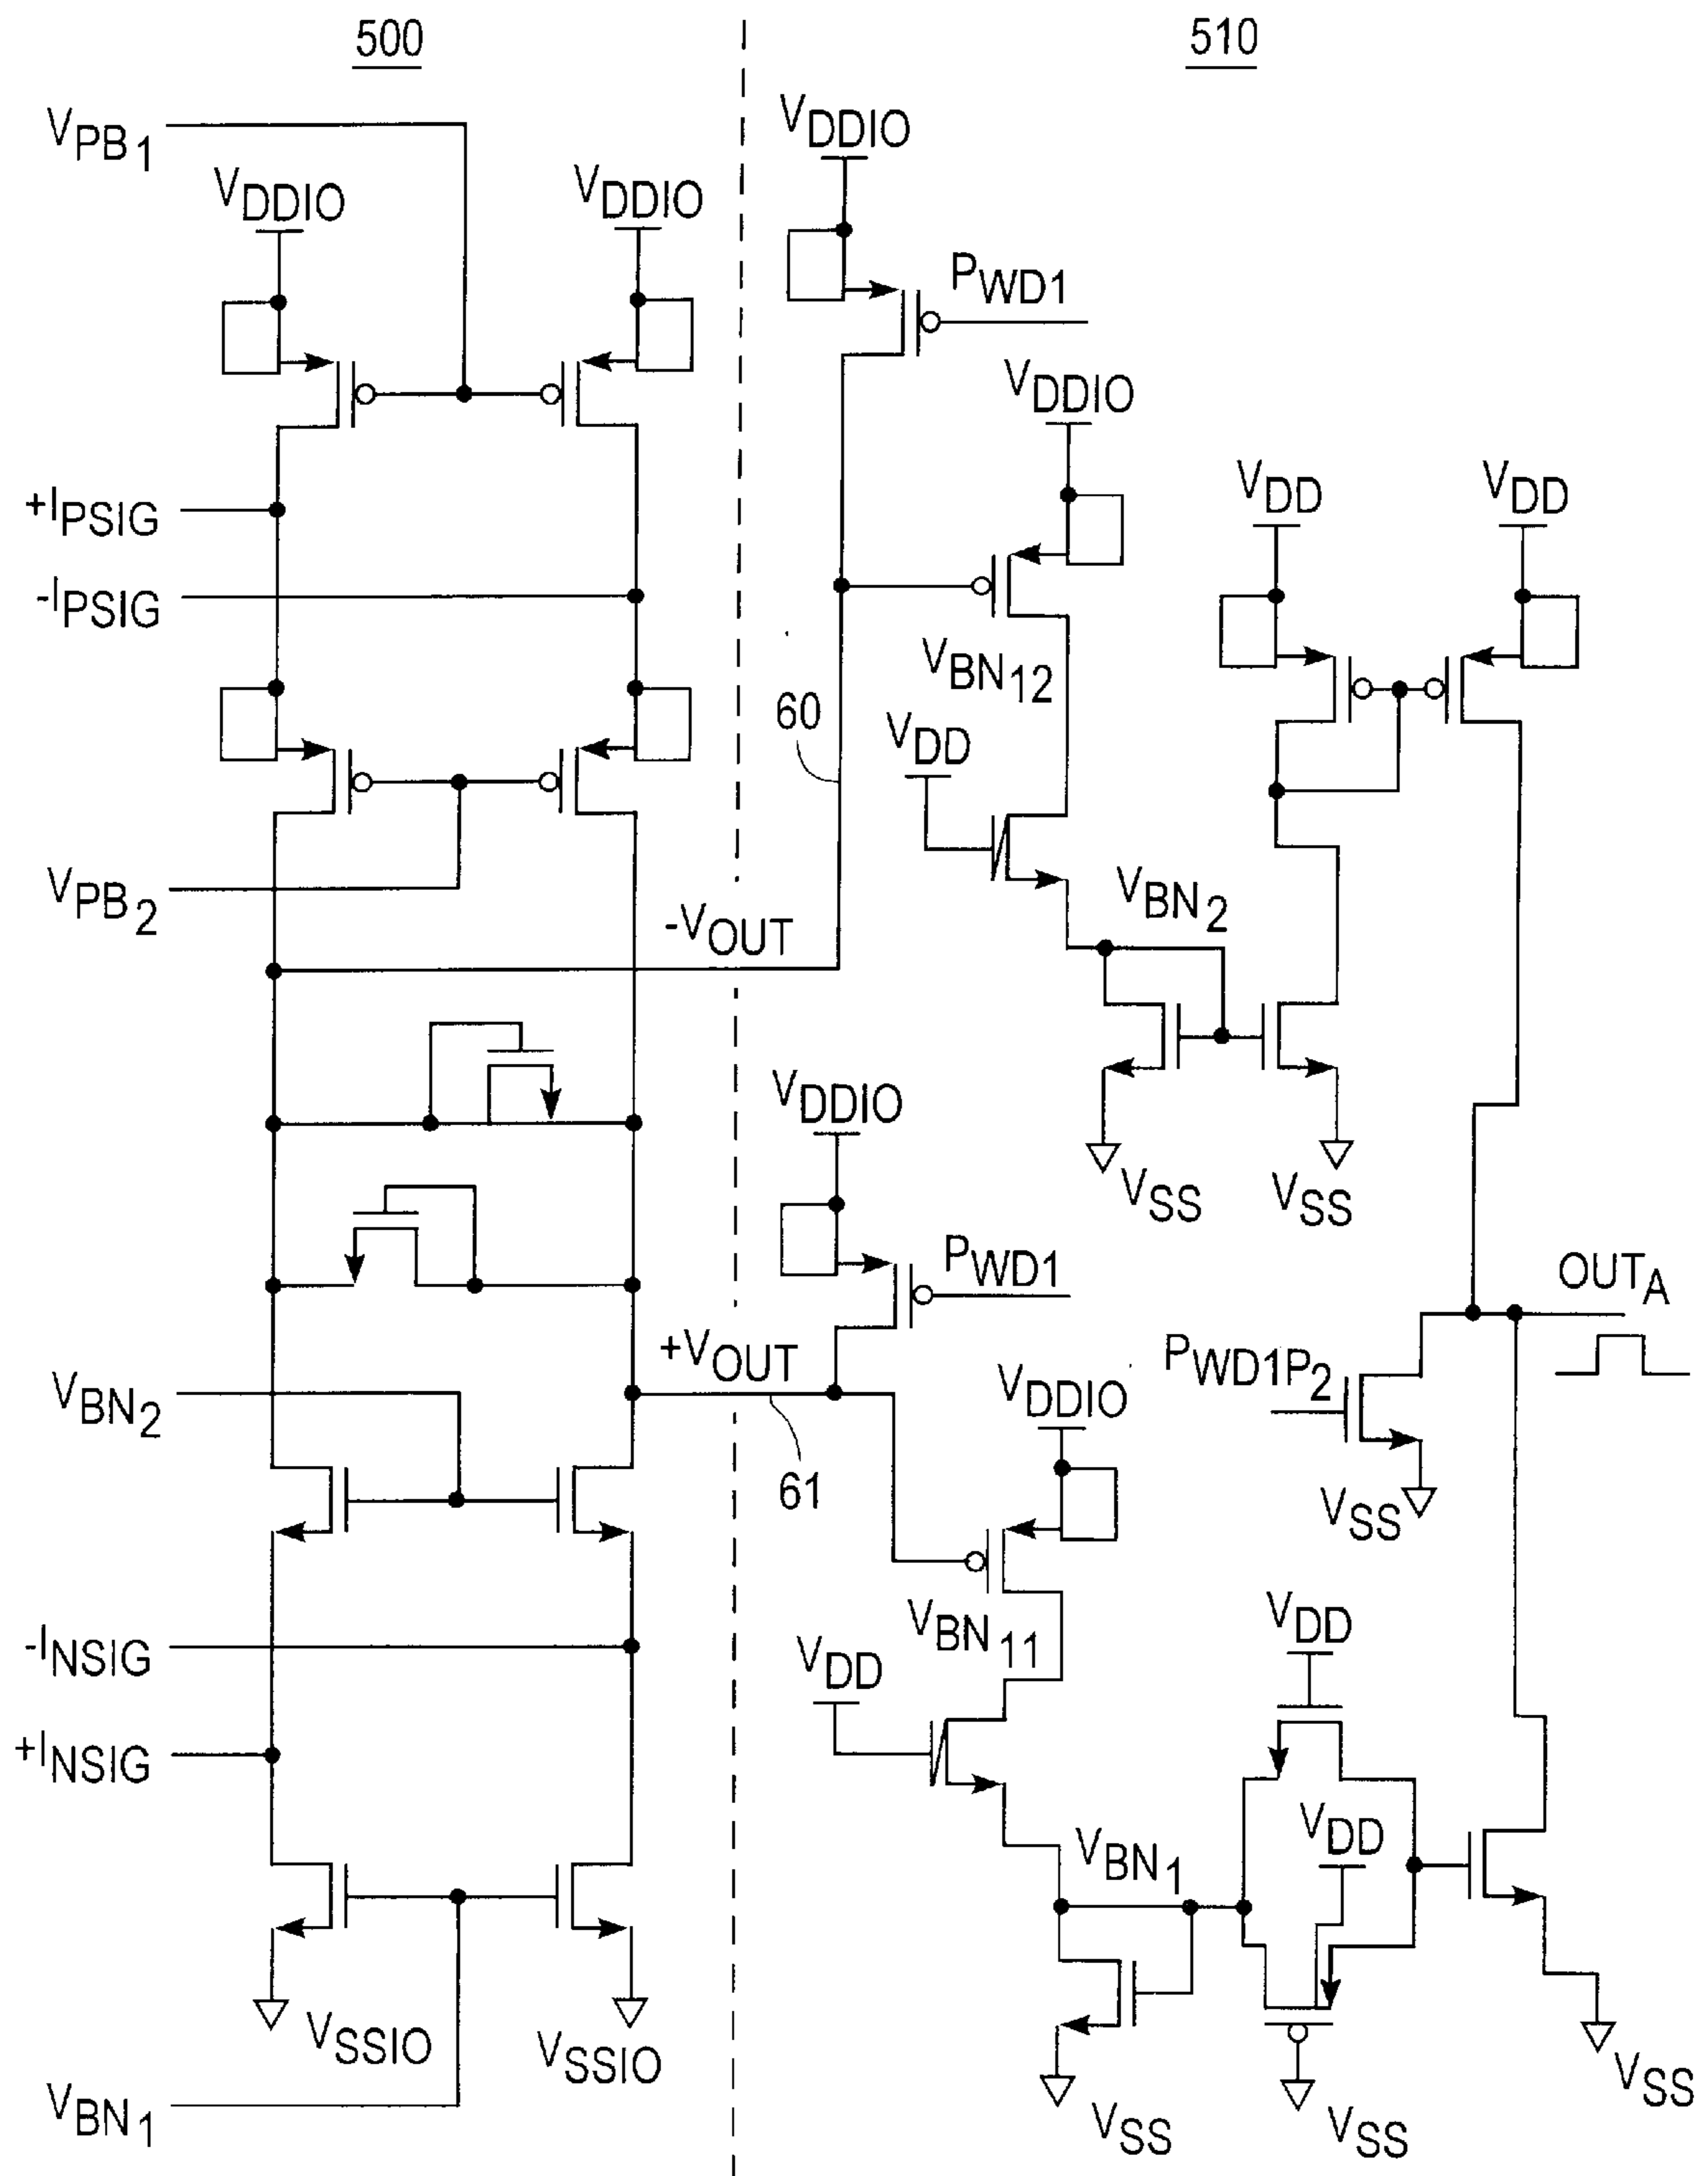 500
510
VPB1
VDDIO
VDDIO
VDDIO
PWD1
VDDIO
+IPSIG
-IPSIG
VDD
VDD
VBN12
60
VDD
VPB2
-VOUT
VBN2
VDDIO
VSS
VSS
PWD1
OUTA
+VOUT
PWD1P2
VBN2
VDDIO
61
VSS
-INSIG
VBN11
VDD
VDD
+INSIG
VDD
VBN1
VSSIO
VSSIO
VSS
VBN1
VSS
VSS